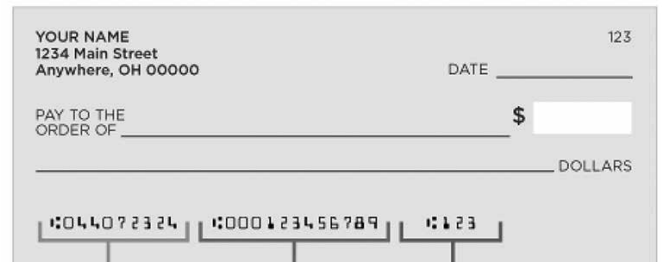 YOUR NAME 123
1234 Main Street
Anywhere, OH 00000
DATE
PAY TO THE
ORDER OF $
DOLLARS
⑆044072324 ⑆000123456789 ⑆123